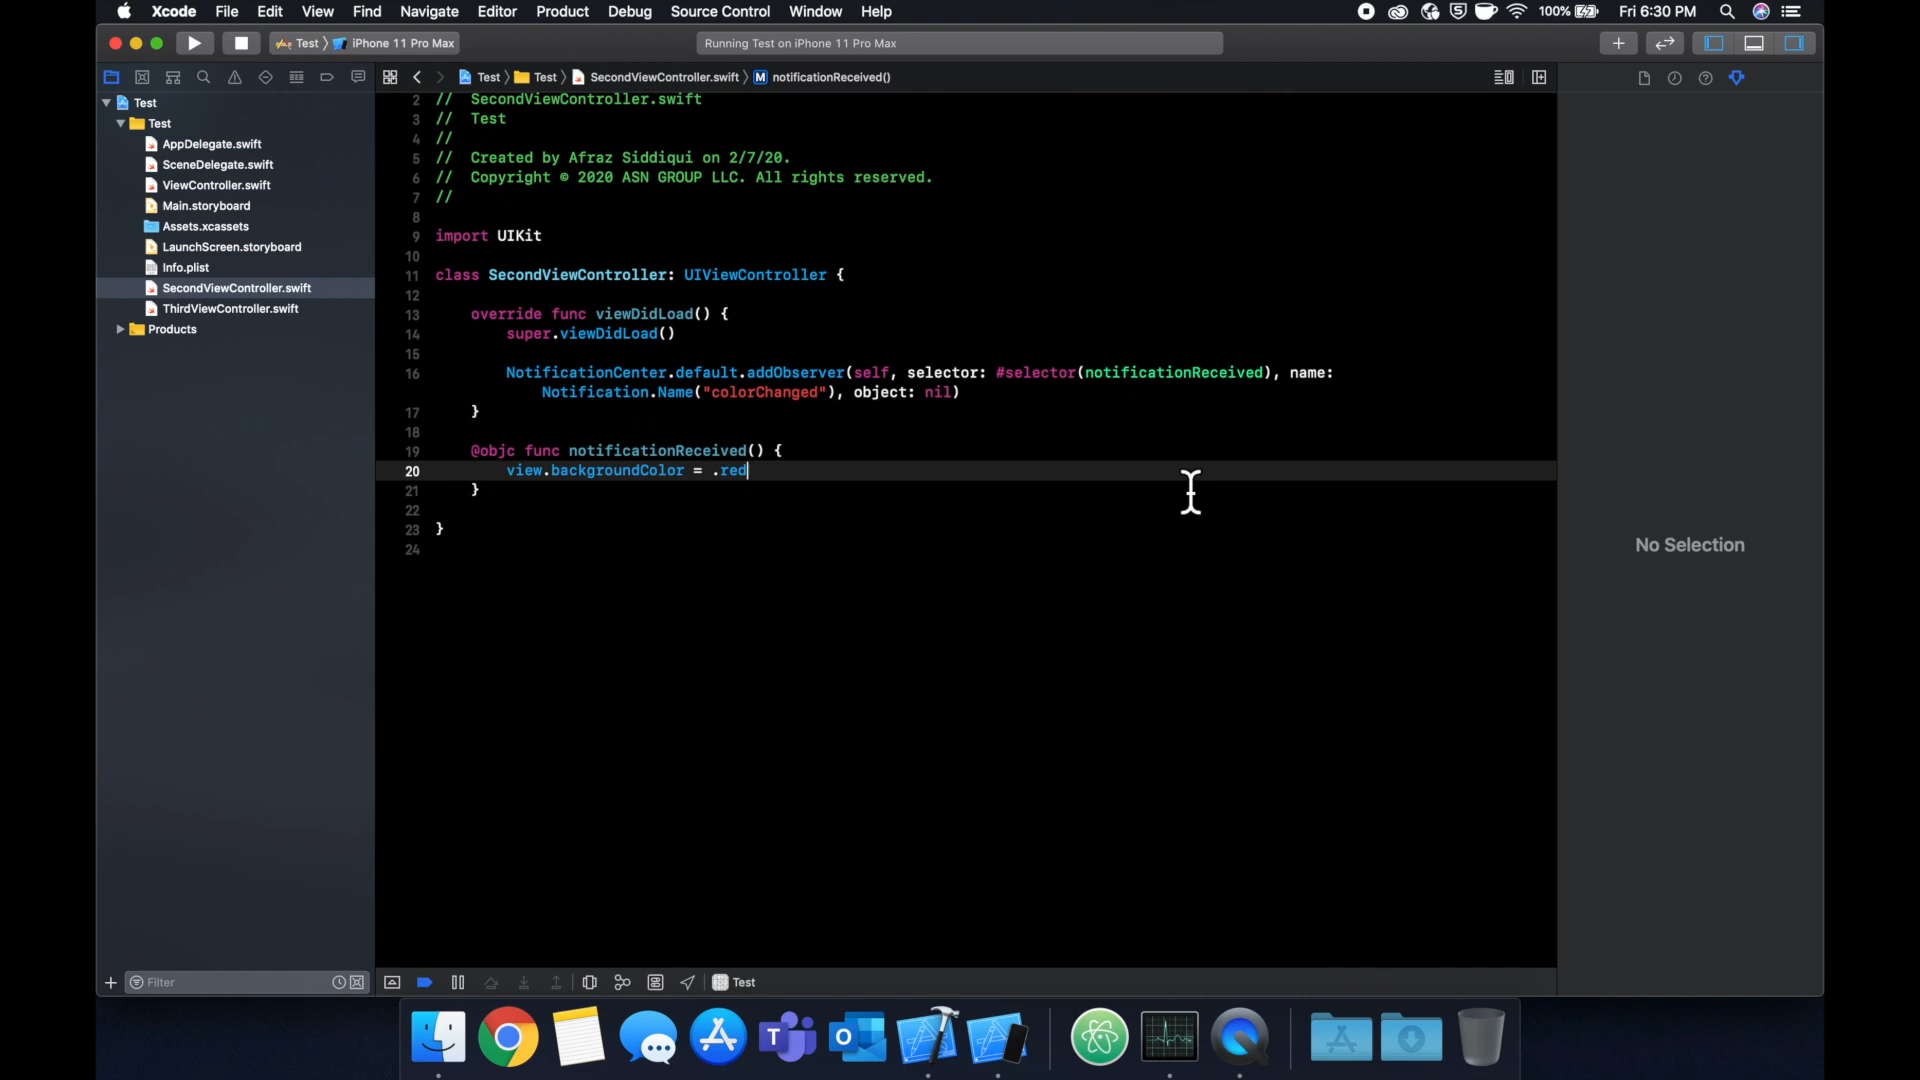 Xcode File Edit View Find Navigate Editor Product Debug Source Control Window Help 100% Fri 6:30 PM
Test 〉 iPhone 11 Pro Max
Running Test on iPhone 11 Pro Max
Test 〉 Test 〉 SecondViewController.swift 〉 M notificationReceived()
Test
Test
AppDelegate.swift
SceneDelegate.swift
ViewController.swift
Main.storyboard
Assets.xcassets
LaunchScreen.storyboard
Info.plist
SecondViewController.swift
ThirdViewController.swift
Products
2 //  SecondViewController.swift
3 //  Test
4 //
5 //  Created by Afraz Siddiqui on 2/7/20.
6 //  Copyright © 2020 ASN GROUP LLC. All rights reserved.
7 //
8
9 import UIKit
10
11 class SecondViewController: UIViewController {
12
13     override func viewDidLoad() {
14         super.viewDidLoad()
15
16         NotificationCenter.default.addObserver(self, selector: #selector(notificationReceived), name:
            Notification.Name("colorChanged"), object: nil)
17     }
18
19     @objc func notificationReceived() {
20         view.backgroundColor = .red
21     }
22
23 }
24
No Selection
Filter
Test